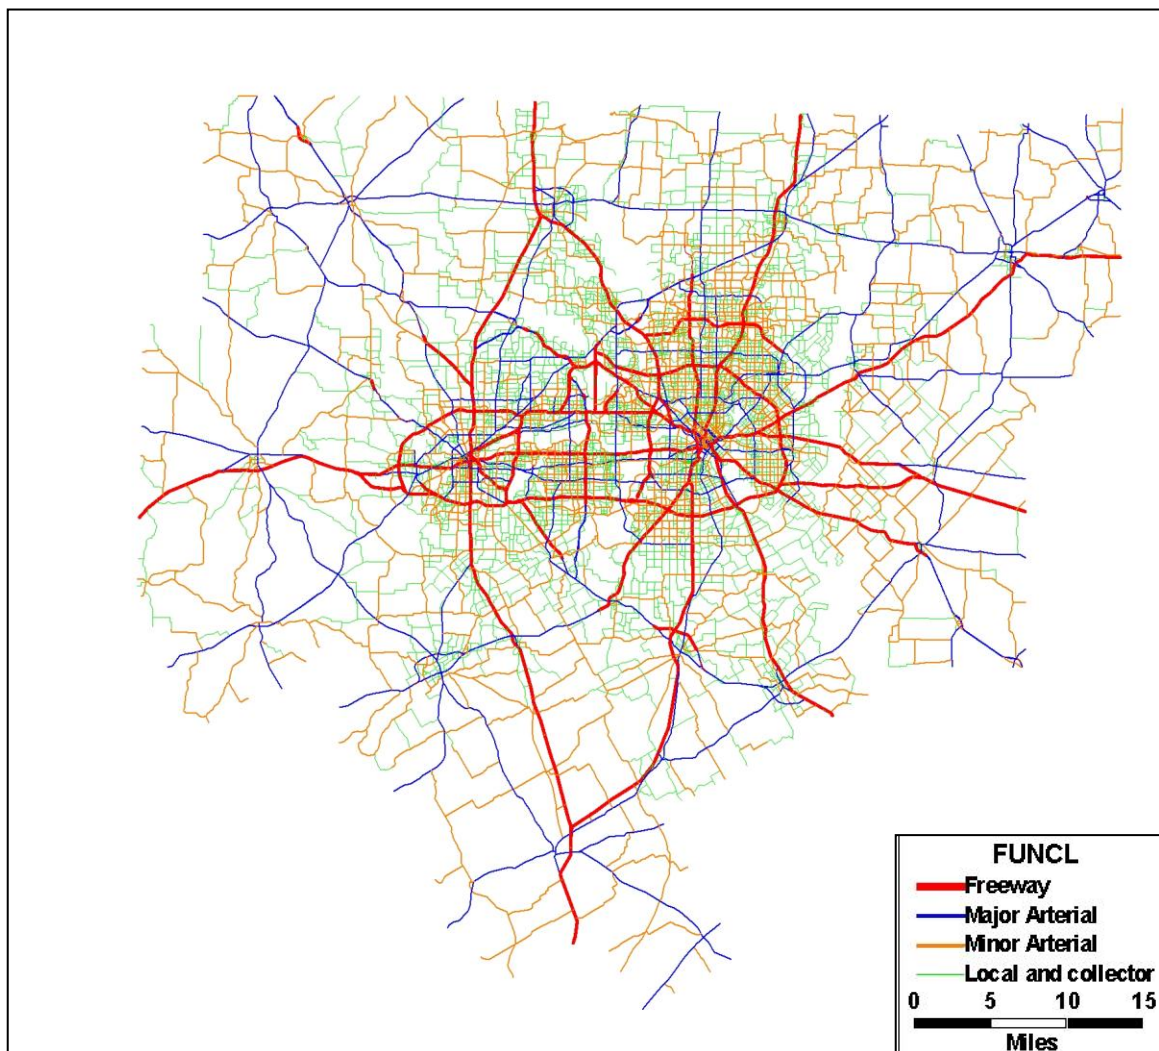 FUNCL
Freeway
Major Arterial
Minor Arterial
Local and collector
0 5 10 15
Miles